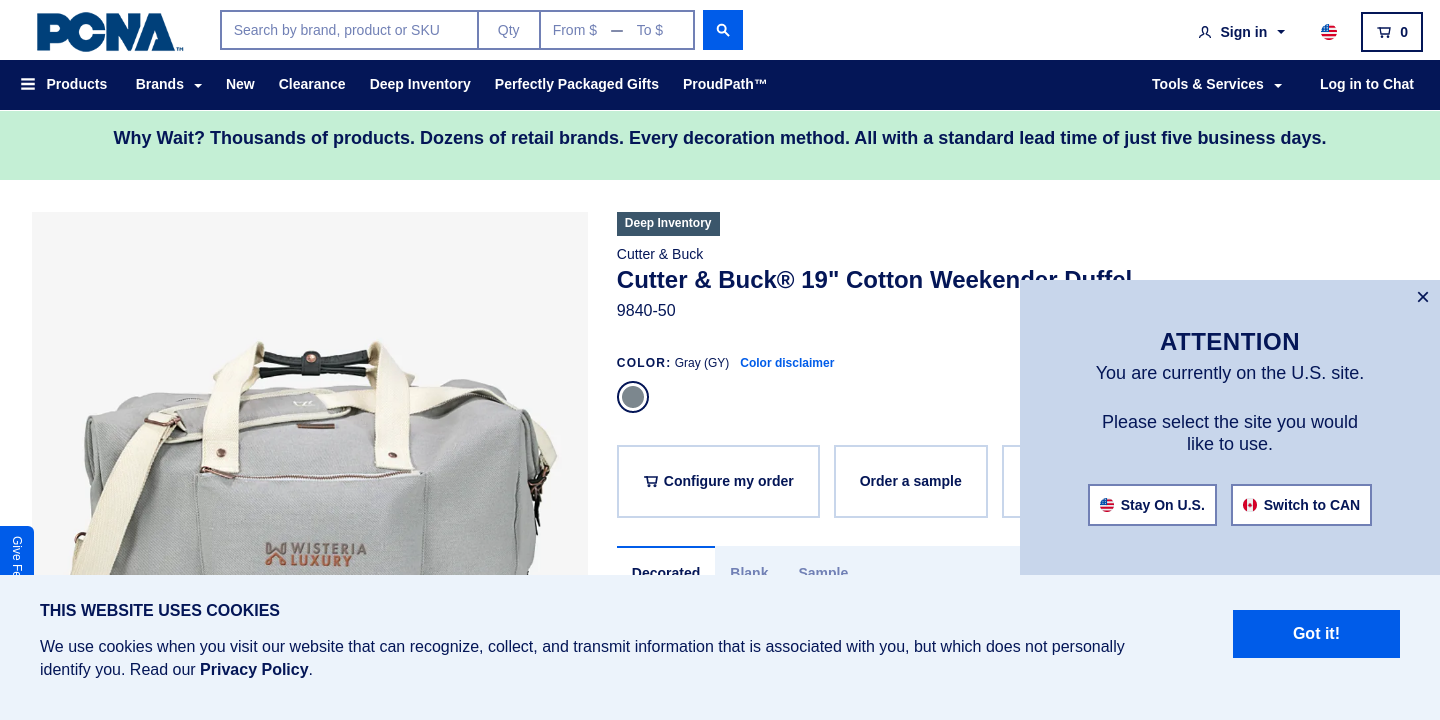 PCNA™
Search by brand, product or SKU
Qty
From $ — To $
Sign in
0
Products
Brands
New
Clearance
Deep Inventory
Perfectly Packaged Gifts
ProudPath™
Tools & Services
Log in to Chat
Why Wait? Thousands of products. Dozens of retail brands. Every decoration method. All with a standard lead time of just five business days.
WISTERIA
LUXURY
Deep Inventory
Cutter & Buck
Cutter & Buck® 19" Cotton Weekender Duffel
9840-50
COLOR: Gray (GY) Color disclaimer
Configure my order
Order a sample
Decorated
Blank
Sample
×
ATTENTION
You are currently on the U.S. site.
Please select the site you would
like to use.
Stay On U.S.
Switch to CAN
Give
THIS WEBSITE USES COOKIES
We use cookies when you visit our website that can recognize, collect, and transmit information that is associated with you, but which does not personally
identify you. Read our Privacy Policy.
Got it!